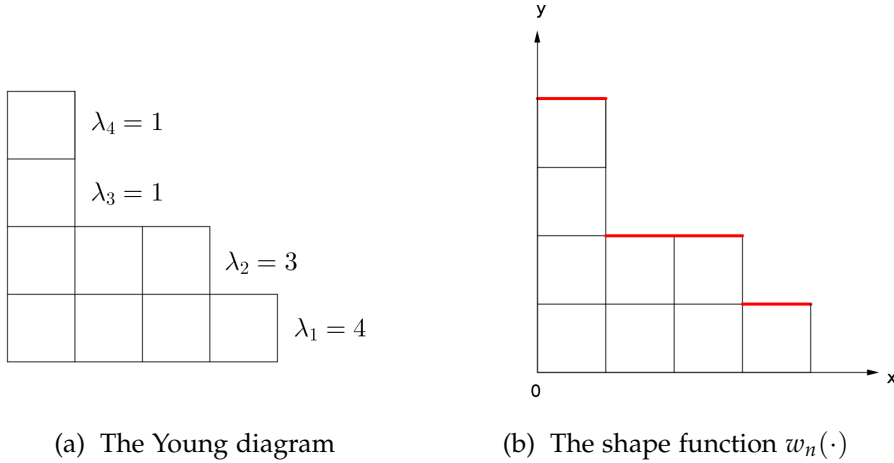 y
λ₄ = 1
λ₃ = 1
λ₂ = 3
λ₁ = 4
0
x
(a) The Young diagram
(b) The shape function wₙ(·)